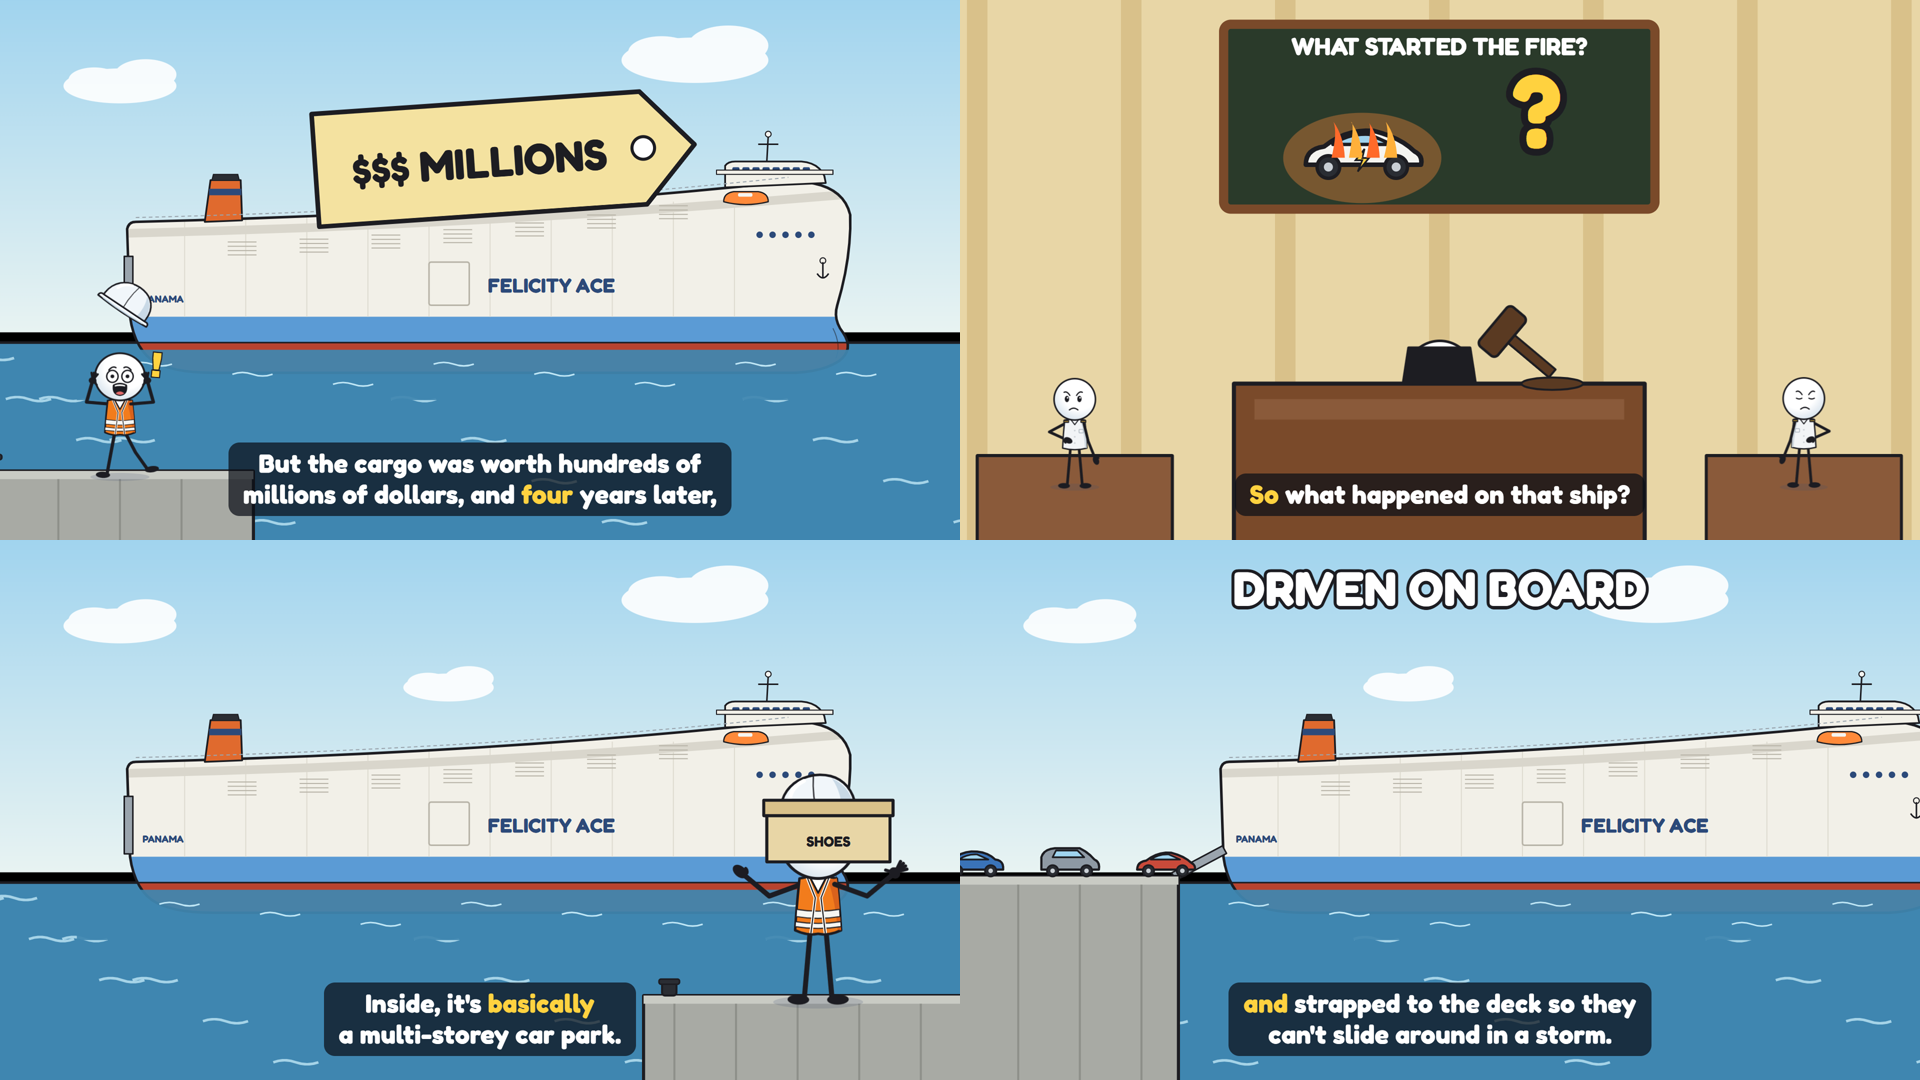 $$$ MILLIONS
FELICITY ACE
ANAMA
But the cargo was worth hundreds of
millions of dollars, and four years later,
WHAT STARTED THE FIRE?
?
So what happened on that ship?
FELICITY ACE
PANAMA
SHOES
Inside, it's basically
a multi-storey car park.
DRIVEN ON BOARD
FELICITY ACE
PANAMA
and strapped to the deck so they
can't slide around in a storm.